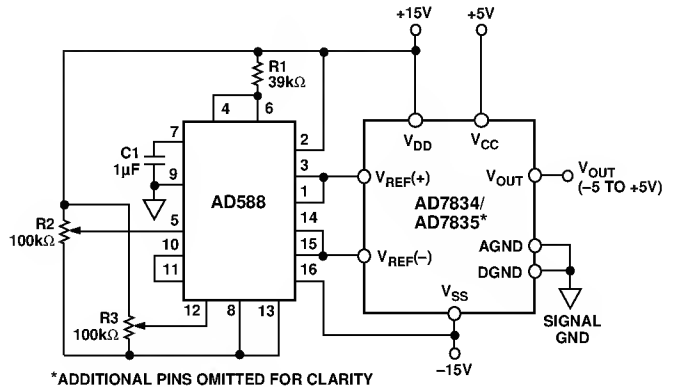 +15V
+5V
R1
39kΩ
4
6
7
2
C1
1µF
3
VDD
VCC
9
1
VREF(+)
VOUT
VOUT
(–5 TO +5V)
AD588
AD7834/
AD7835*
R2
100kΩ
5
14
10
15
VREF(–)
AGND
11
16
DGND
VSS
12
8
13
R3
100kΩ
SIGNAL
GND
–15V
*ADDITIONAL PINS OMITTED FOR CLARITY